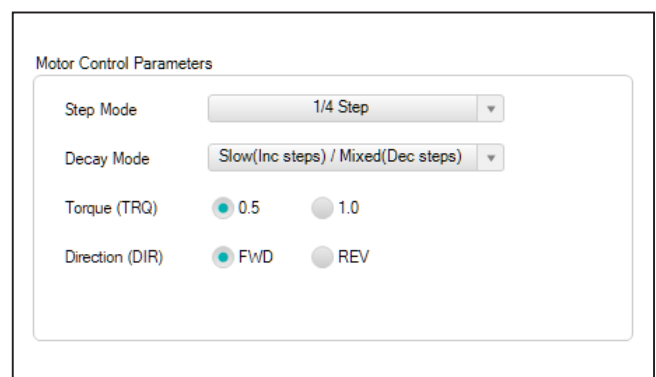 Motor Control Parameters
Step Mode 1/4 Step
Decay Mode Slow(Inc steps) / Mixed(Dec steps)
Torque (TRQ) 0.5 1.0
Direction (DIR) FWD REV